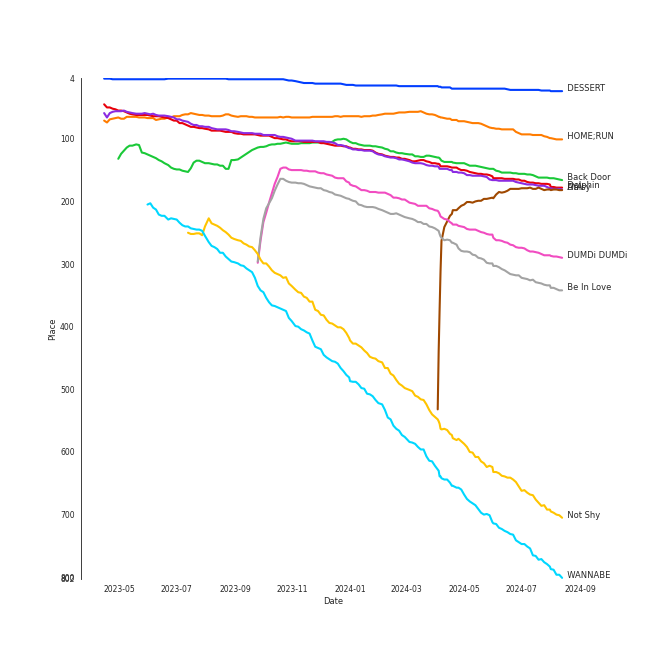 4
DESSERT
100
HOME;RUN
Back Door
Dolphin
200
DUMDi DUMDi
300
Be In Love
Place
400
500
600
700
Not Shy
800
802
WANNABE
2023-05 2023-07 2023-09 2023-11 2024-01 2024-03 2024-05 2024-07 2024-09
Date